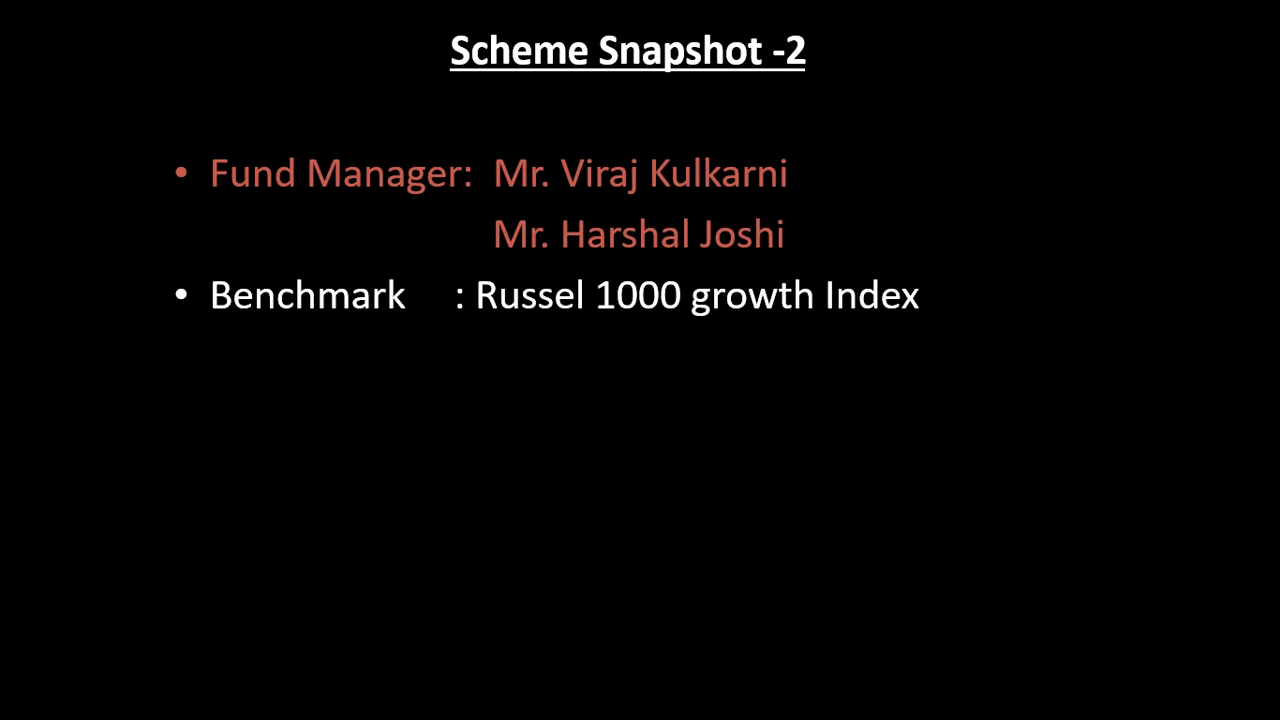 Scheme Snapshot -2
• Fund Manager: Mr. Viraj Kulkarni
Mr. Harshal Joshi
• Benchmark : Russel 1000 growth Index